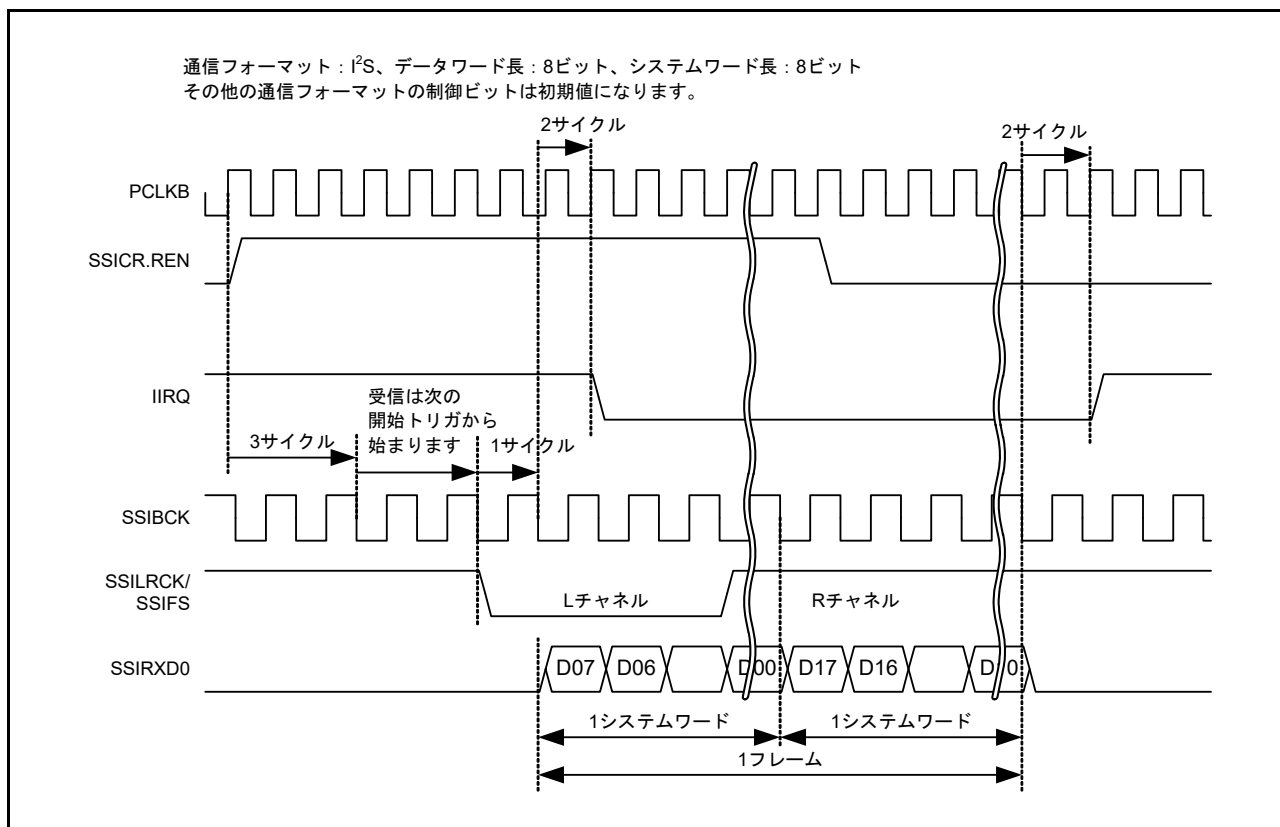 通信フォーマット：I²S、データワード長：8ビット、システムワード長：8ビット
その他の通信フォーマットの制御ビットは初期値になります。
2サイクル
2サイクル
PCLKB
SSICR.REN
IIRQ
受信は次の
開始トリガから
始まります
3サイクル
1サイクル
SSIBCK
SSILRCK/
SSIFS
Lチャネル
Rチャネル
SSIRXD0
D07
D06
D00
D17
D16
D10
1システムワード
1システムワード
1フレーム